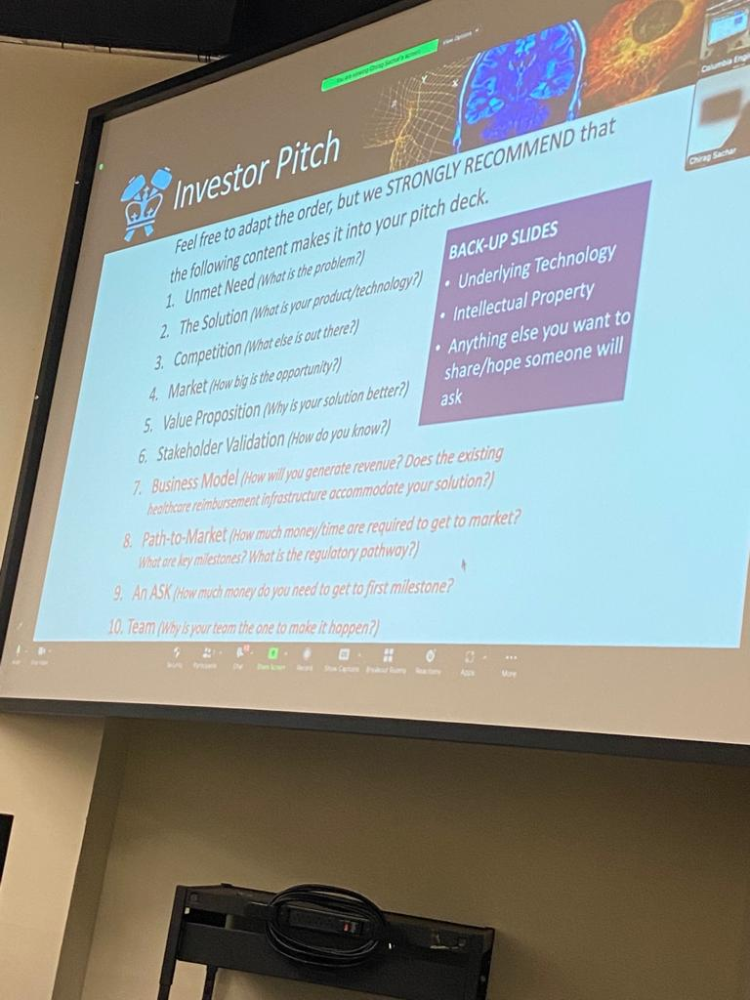 You are viewing Chirag Sachar's screen
View Options
Columbia Engi
Chirag Sachar
Investor Pitch
Feel free to adapt the order, but we STRONGLY RECOMMEND that
the following content makes it into your pitch deck.
1. Unmet Need (What is the problem?)
2. The Solution (What is your product/technology?)
3. Competition (What else is out there?)
4. Market (How big is the opportunity?)
5. Value Proposition (Why is your solution better?)
6. Stakeholder Validation (How do you know?)
7. Business Model (How will you generate revenue? Does the existing
healthcare reimbursement infrastructure accommodate your solution?)
8. Path-to-Market (How much money/time are required to get to market?
What are key milestones? What is the regulatory pathway?)
9. An ASK (How much money do you need to get to first milestone?
10. Team (Why is your team the one to make it happen?)
BACK-UP SLIDES
• Underlying Technology
• Intellectual Property
• Anything else you want to
share/hope someone will
ask
Security Participants Chat Share Screen Record Show Captions Breakout Rooms Reactions Apps More